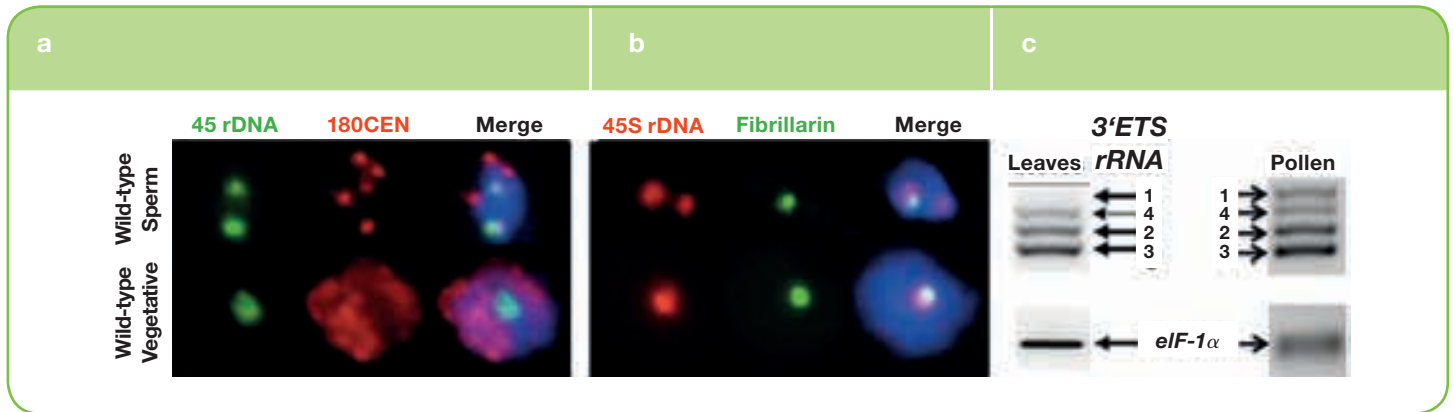 a
b
c
45 rDNA 180CEN Merge
45S rDNA Fibrillarin Merge
3'ETS
rRNA
Leaves
Pollen
Wild-type
Sperm
Wild-type
Vegetative
1 1
4 4
2 2
3 3
eIF-1α